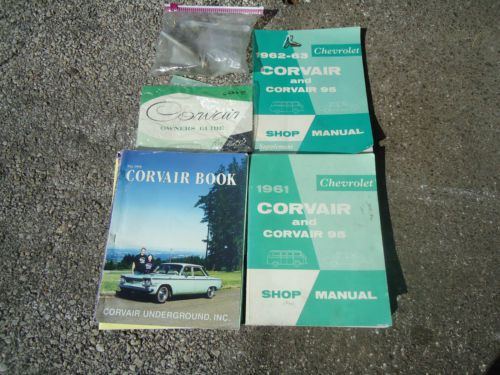 1962-63 Chevrolet
CORVAIR
and
CORVAIR 95
SHOP MANUAL
Supplement
Corvair
OWNERS GUIDE
CORVAIR BOOK
CORVAIR UNDERGROUND, INC.
1961 Chevrolet
CORVAIR
and
CORVAIR 95
SHOP MANUAL